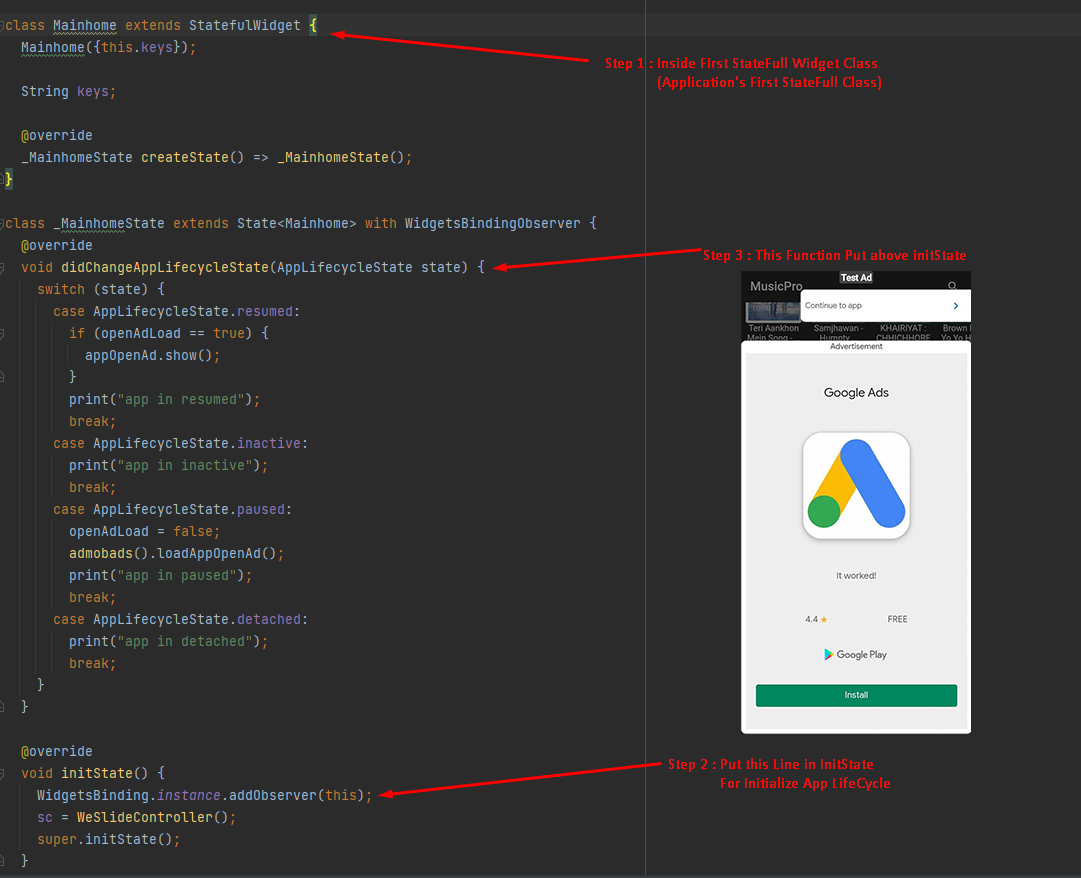 class Mainhome extends StatefulWidget {
Mainhome({this.keys});
String keys;
@override
_MainhomeState createState() => _MainhomeState();
}
class _MainhomeState extends State<Mainhome> with WidgetsBindingObserver {
@override
void didChangeAppLifecycleState(AppLifecycleState state) {
switch (state) {
case AppLifecycleState.resumed:
if (openAdLoad == true) {
appOpenAd.show();
}
print("app in resumed");
break;
case AppLifecycleState.inactive:
print("app in inactive");
break;
case AppLifecycleState.paused:
openAdLoad = false;
admobads().loadAppOpenAd();
print("app in paused");
break;
case AppLifecycleState.detached:
print("app in detached");
break;
}
}
@override
void initState() {
WidgetsBinding.instance.addObserver(this);
sc = WeSlideController();
super.initState();
}
Step 1 : Inside FIrst StateFull Widget Class
(Application's First StateFull Class)
Step 3 : This Function Put above initState
Test Ad
MusicPro
Continue to app
Teri Aankhon Samjhawan - KHAIRIYAT : Brown
Mein Song - Humpty CHHICHHORE Yo Yo H
Advertisement
Google Ads
It worked!
4.4 ★ FREE
Google Play
Install
Step 2 : Put this Line in InitState
For Initialize App LifeCycle